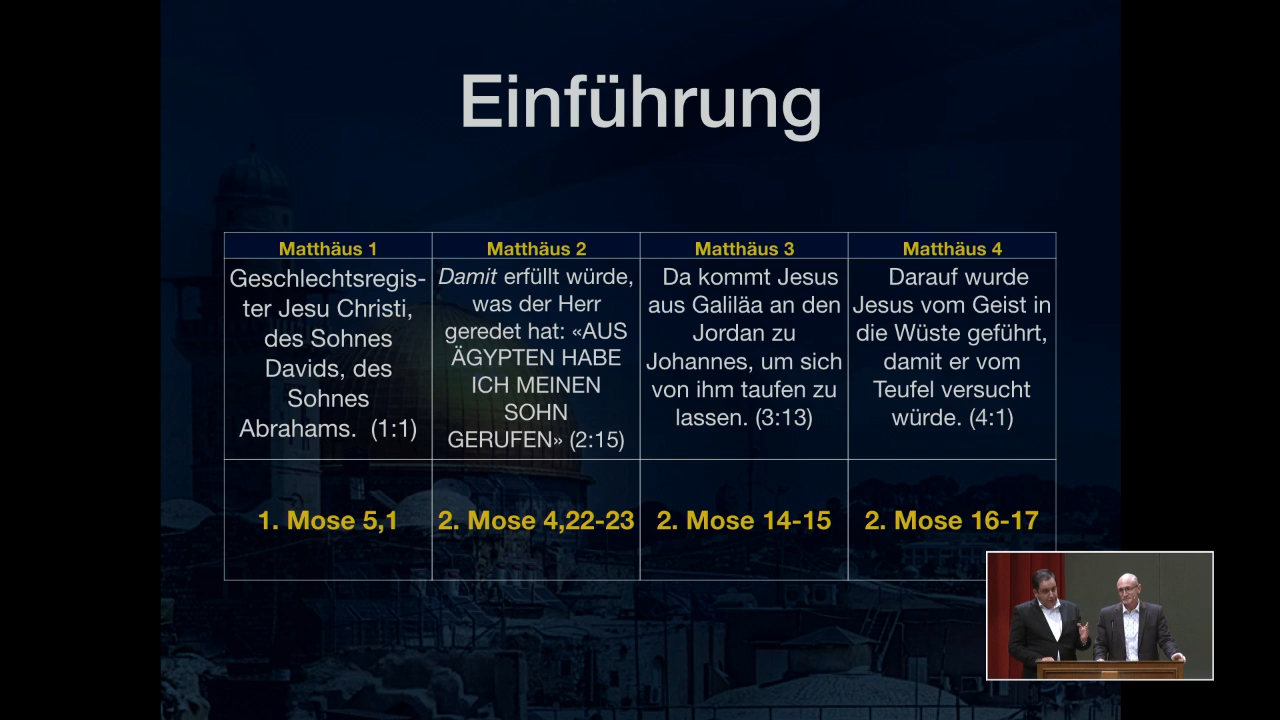 Einführung
Matthäus 1
Matthäus 2
Matthäus 3
Matthäus 4
Geschlechtsregis-
ter Jesu Christi,
des Sohnes
Davids, des
Sohnes
Abrahams. (1:1)
Damit erfüllt würde,
was der Herr
geredet hat: «AUS
ÄGYPTEN HABE
ICH MEINEN
SOHN
GERUFEN» (2:15)
Da kommt Jesus
aus Galiläa an den
Jordan zu
Johannes, um sich
von ihm taufen zu
lassen. (3:13)
Darauf wurde
Jesus vom Geist in
die Wüste geführt,
damit er vom
Teufel versucht
würde. (4:1)
1. Mose 5,1
2. Mose 4,22-23
2. Mose 14-15
2. Mose 16-17